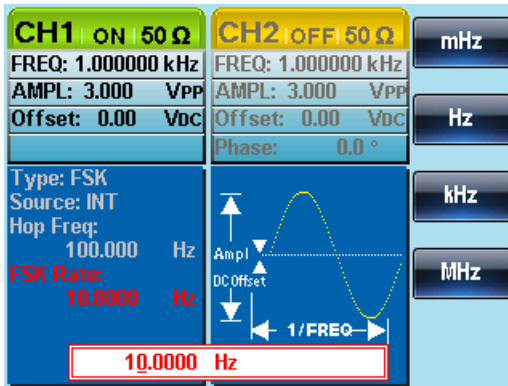 CH1 ON 50 Ω
CH2 OFF 50 Ω
FREQ: 1.000000 kHz
FREQ: 1.000000 kHz
AMPL: 3.000 VPP
AMPL: 3.000 VPP
Offset: 0.00 VDC
Offset: 0.00 VDC
Phase: 0.0 °
Type: FSK
Source: INT
Hop Freq:
100.000 Hz
FSK Rate:
10.0000 Hz
Ampl
DC Offset
1/FREQ
10.0000 Hz
mHz
Hz
kHz
MHz